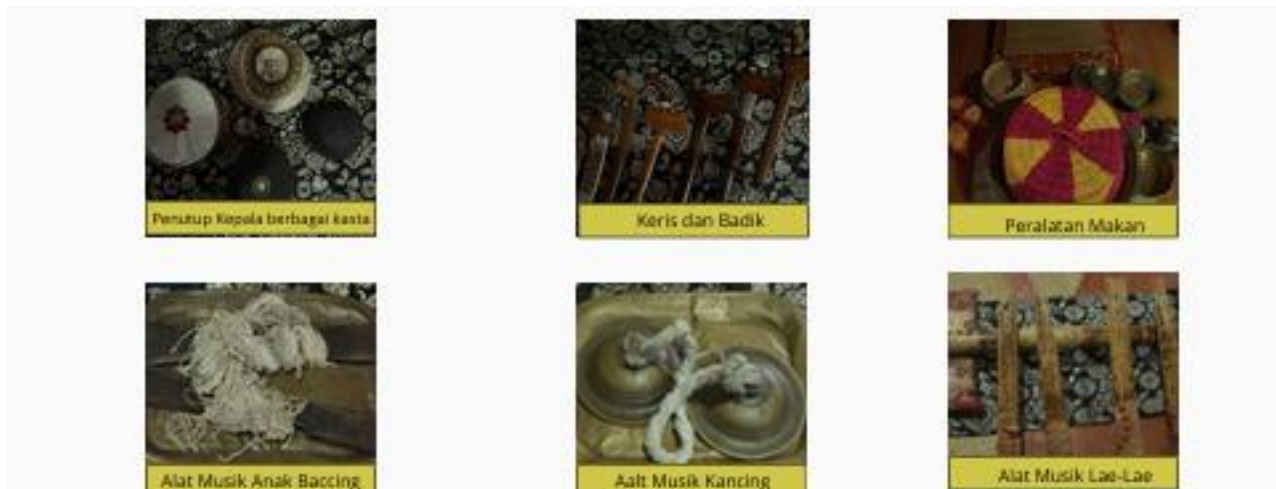 Penutup Kepala berbagai kasta
Keris dan Badik
Peralatan Makan
Alat Musik Anak Baccing
Aalt Musik Kancing
Alat Musik Lae-Lae